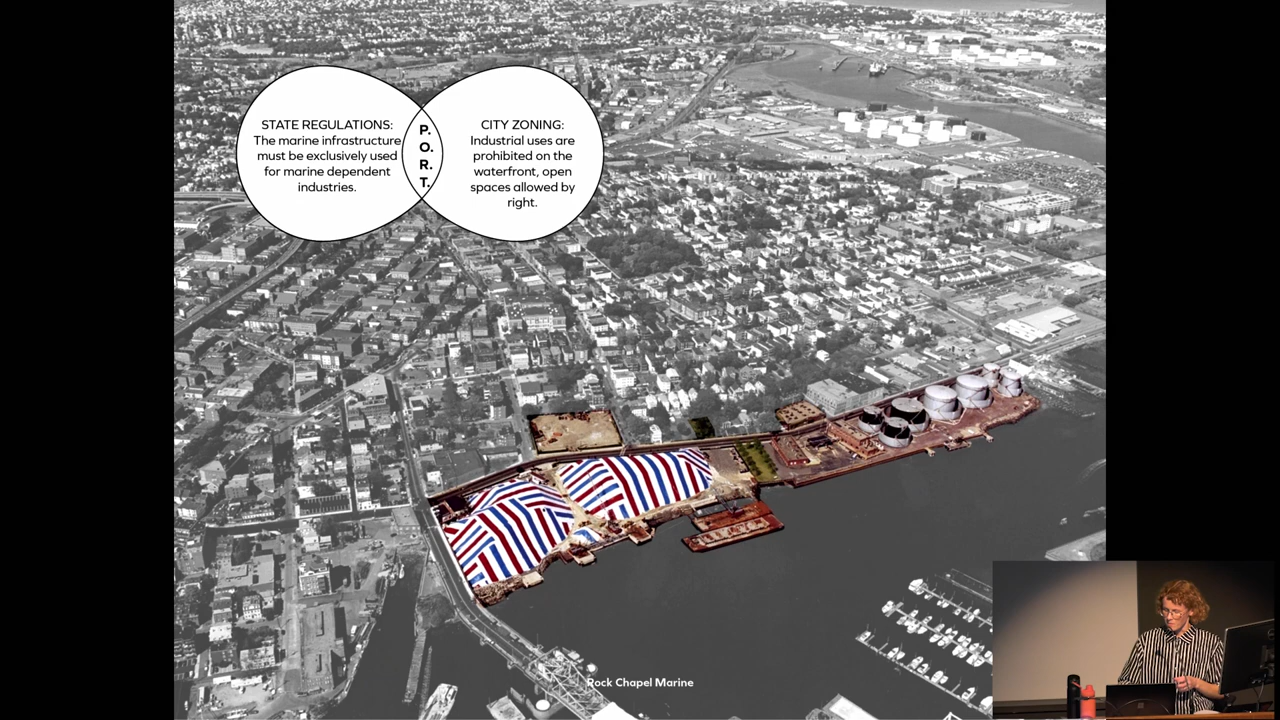 STATE REGULATIONS:
The marine infrastructure
must be exclusively used
for marine dependent
industries.
P.
O.
R.
T.
CITY ZONING:
Industrial uses are
prohibited on the
waterfront, open
spaces allowed by
right.
Rock Chapel Marine